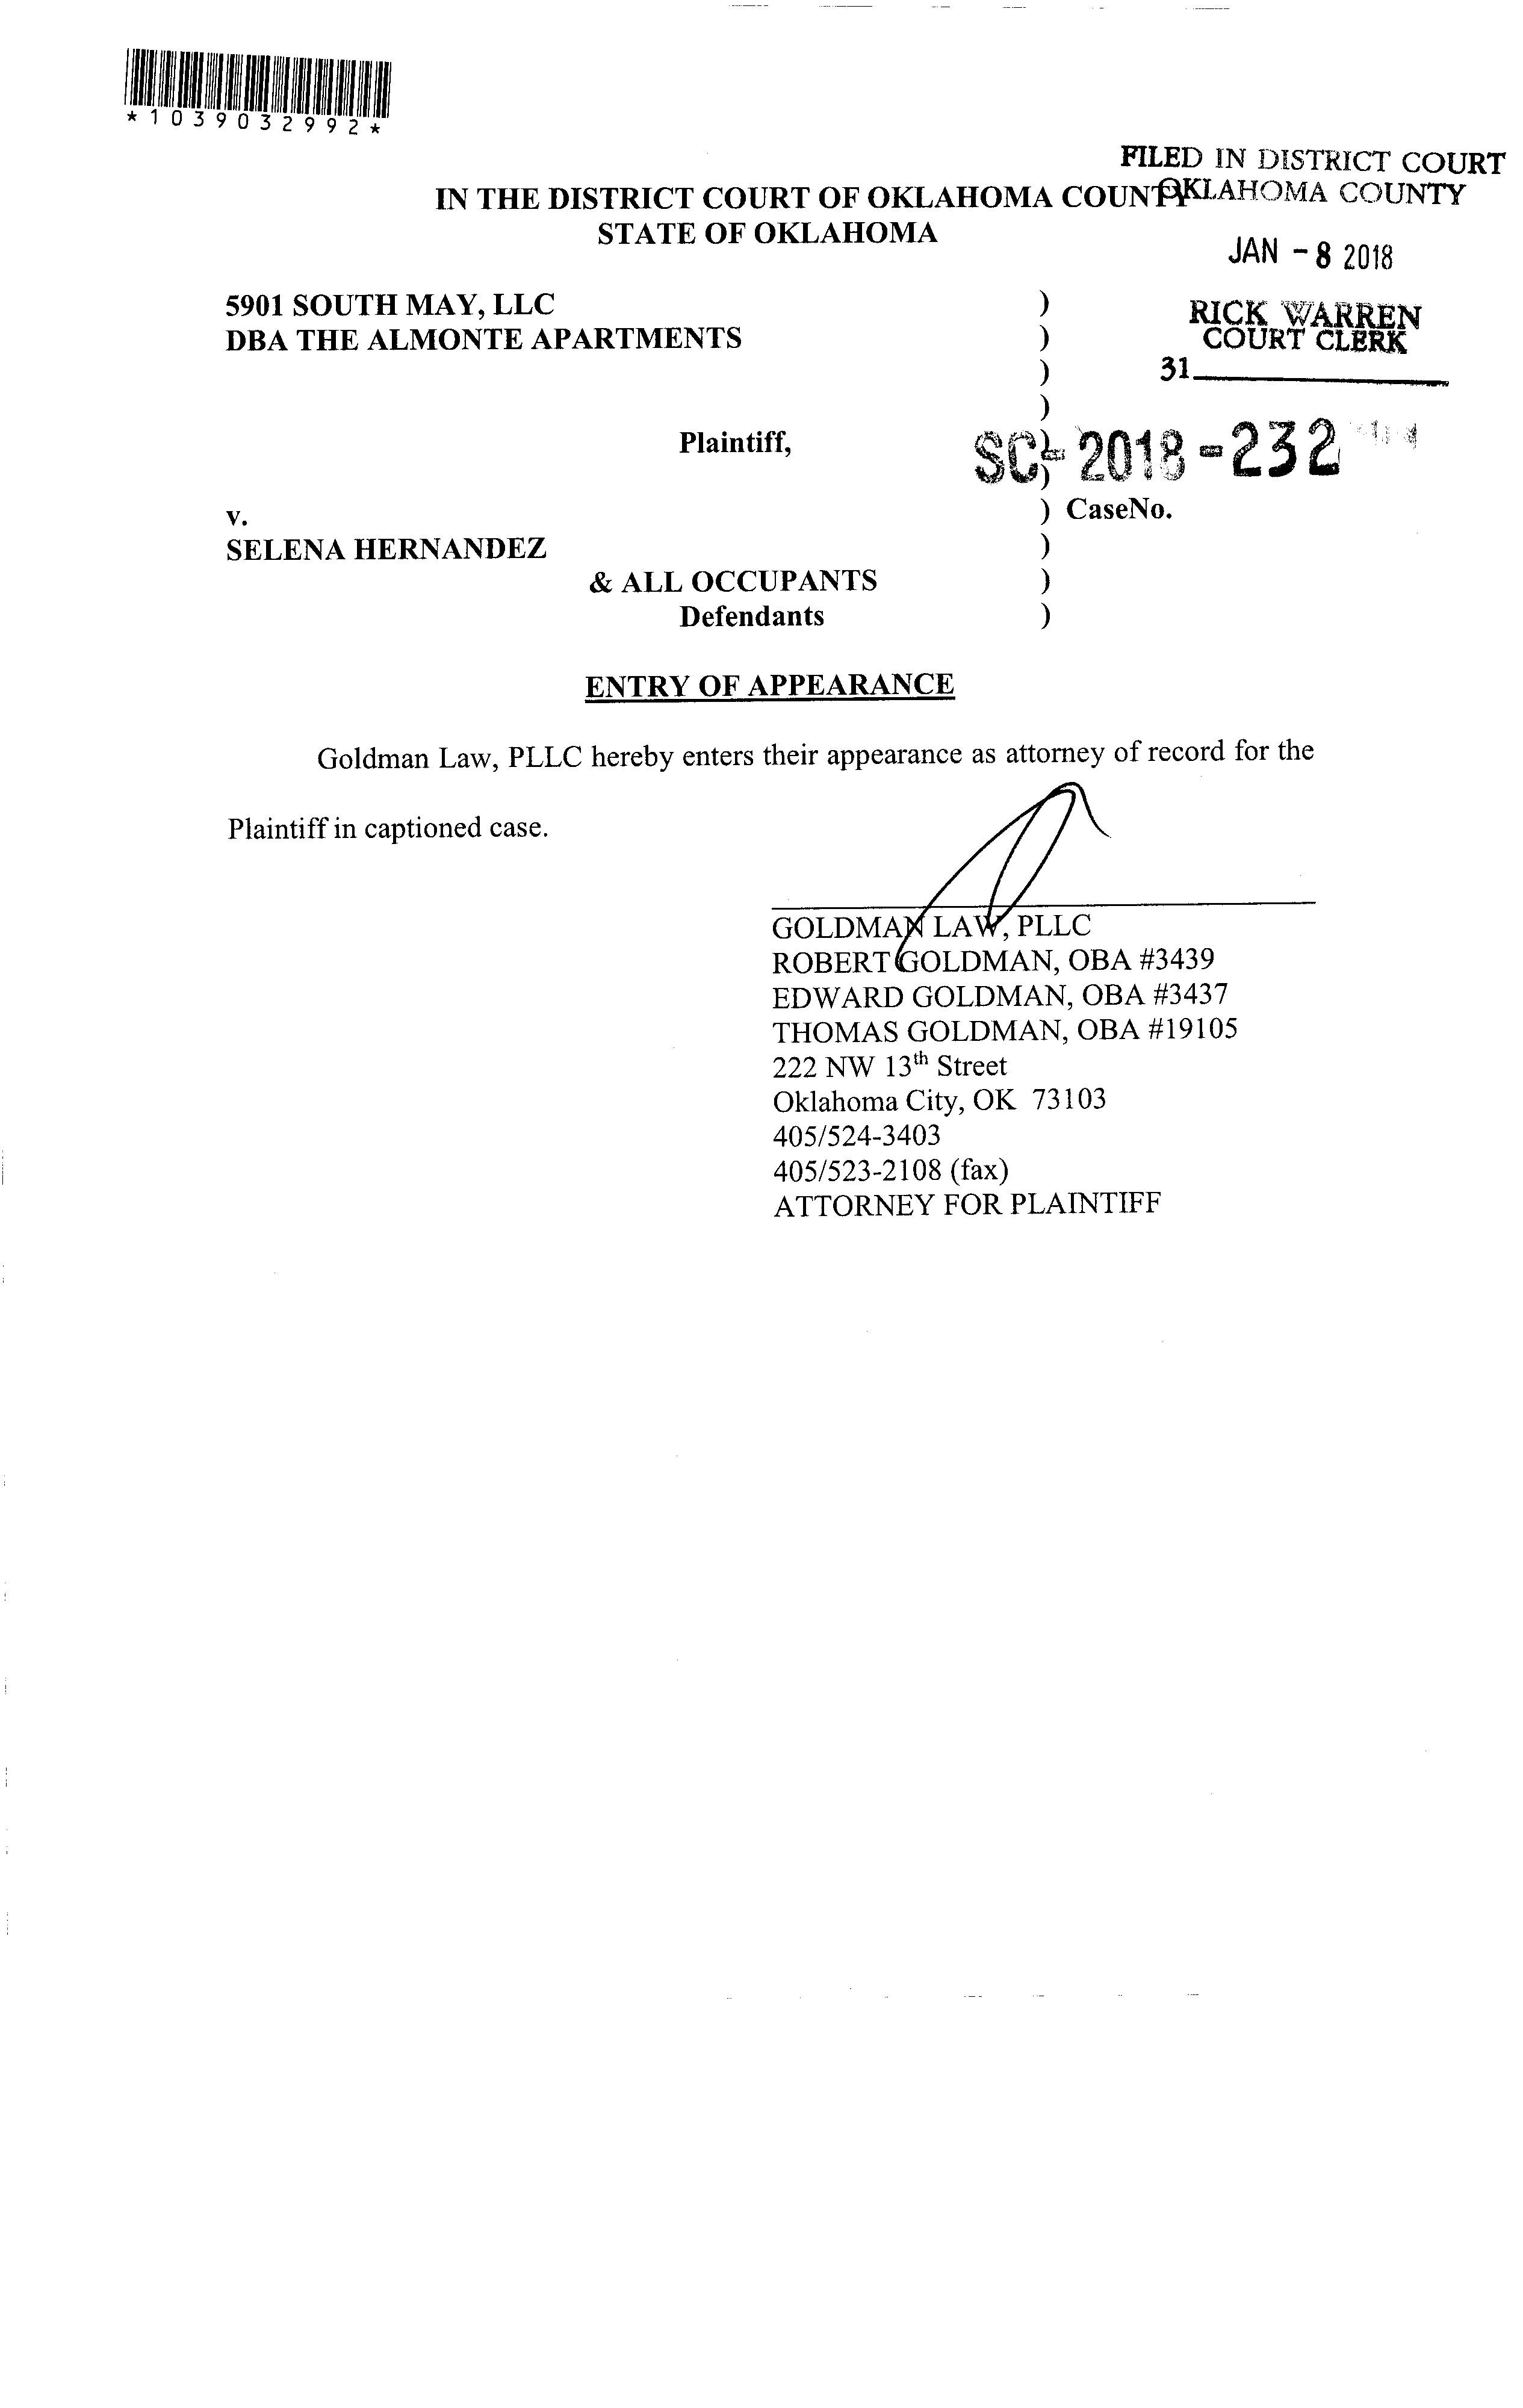 *1039032992*
FILED IN DISTRICT COURT
OKLAHOMA COUNTY
IN THE DISTRICT COURT OF OKLAHOMA COUNTY
STATE OF OKLAHOMA
JAN - 8 2018
5901 SOUTH MAY, LLC )
DBA THE ALMONTE APARTMENTS )
)
)
RICK WARREN
COURT CLERK
31
Plaintiff, )
SC - 2018 - 232
)
v. ) CaseNo.
SELENA HERNANDEZ )
& ALL OCCUPANTS )
Defendants )
ENTRY OF APPEARANCE
Goldman Law, PLLC hereby enters their appearance as attorney of record for the
Plaintiff in captioned case.
GOLDMAN LAW, PLLC
ROBERT GOLDMAN, OBA #3439
EDWARD GOLDMAN, OBA #3437
THOMAS GOLDMAN, OBA #19105
222 NW 13th Street
Oklahoma City, OK 73103
405/524-3403
405/523-2108 (fax)
ATTORNEY FOR PLAINTIFF